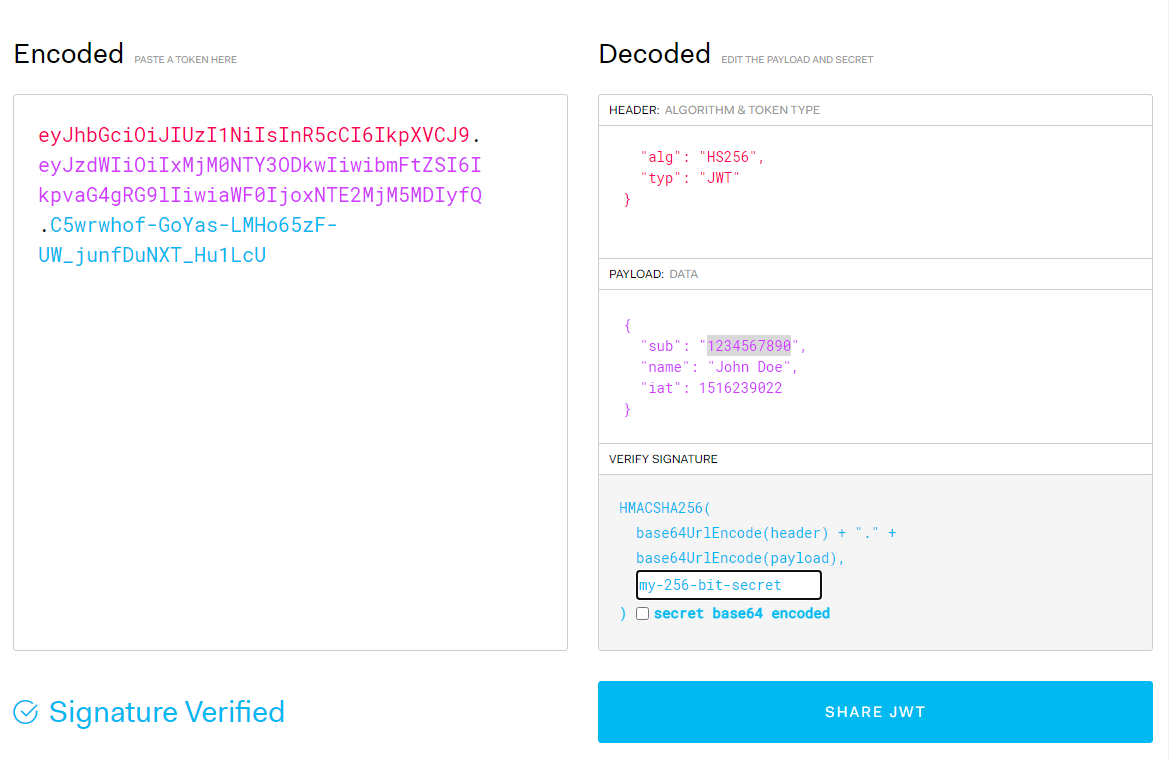 Encoded PASTE A TOKEN HERE
eyJhbGciOiJIUzI1NiIsInR5cCI6IkpXVCJ9.
eyJzdWIiOiIxMjM0NTY3ODkwIiwibmFtZSI6I
kpvaG4gRG9lIiwiaWF0IjoxNTE2MjM5MDIyfQ
.C5wrwhof-GoYas-LMHo65zF-
UW_junfDuNXT_Hu1LcU
Signature Verified
Decoded EDIT THE PAYLOAD AND SECRET
HEADER: ALGORITHM & TOKEN TYPE
"alg": "HS256",
"typ": "JWT"
}
PAYLOAD: DATA
{
"sub": "1234567890",
"name": "John Doe",
"iat": 1516239022
}
VERIFY SIGNATURE
HMACSHA256(
base64UrlEncode(header) + "." +
base64UrlEncode(payload),
my-256-bit-secret
) secret base64 encoded
SHARE JWT